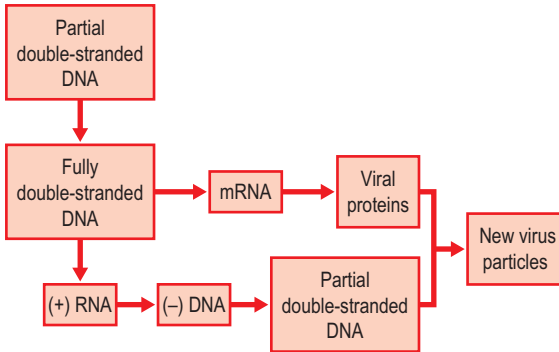 Partial
double-stranded
DNA
Fully
double-stranded
DNA
mRNA
Viral
proteins
New virus
particles
(+) RNA
(–) DNA
Partial
double-stranded
DNA